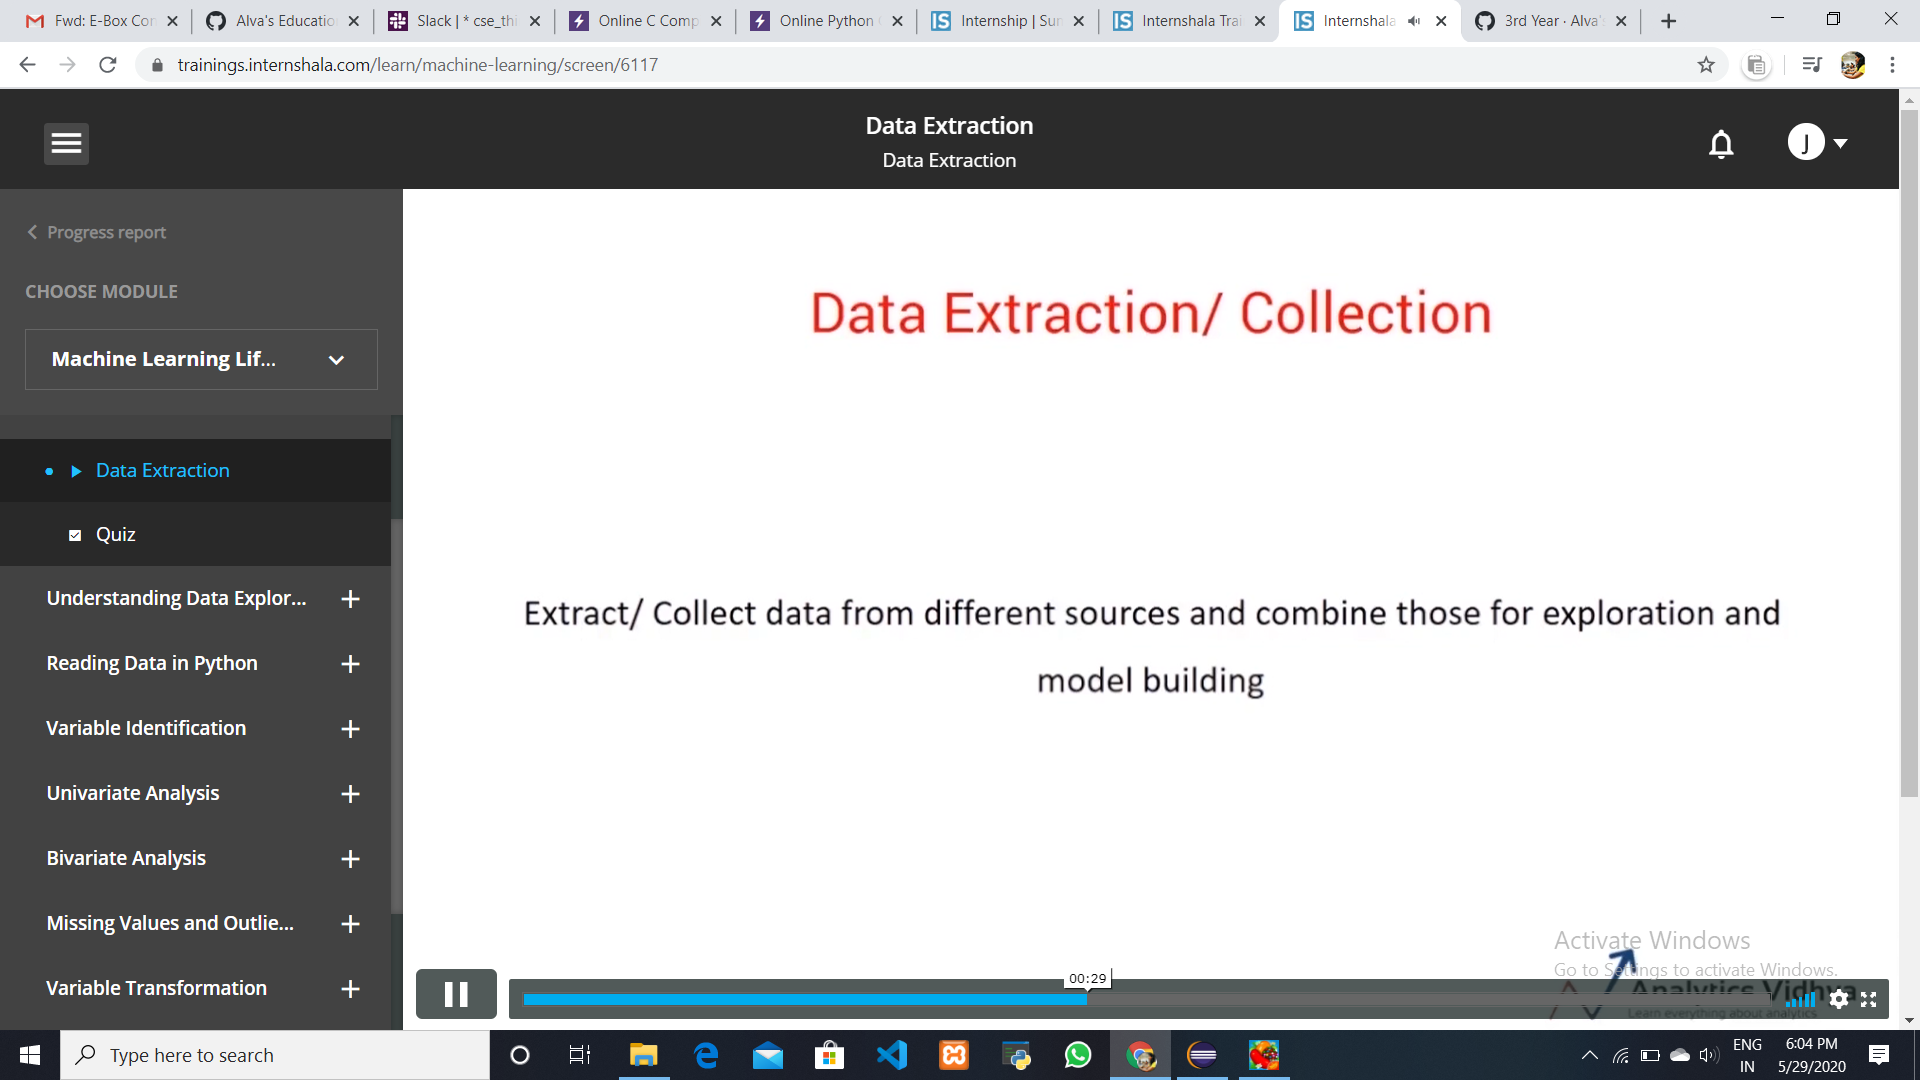 Fwd: E-Box Con
Alva's Educatio
Slack | * cse_thi
Online C Comp
Online Python
Internship | Sun
Internshala Trai
Internshala
3rd Year · Alva's
trainings.internshala.com/learn/machine-learning/screen/6117
Data Extraction
Data Extraction
J
Progress report
CHOOSE MODULE
Machine Learning Lif...
Data Extraction
Quiz
Understanding Data Explor...
Reading Data in Python
Variable Identification
Univariate Analysis
Bivariate Analysis
Missing Values and Outlie...
Variable Transformation
Data Extraction/ Collection
Extract/ Collect data from different sources and combine those for exploration and
model building
Activate Windows
Go to Settings to activate Windows.
Analytics Vidhya
Learn everything about analytics
00:29
Type here to search
ENG
IN
6:04 PM
5/29/2020